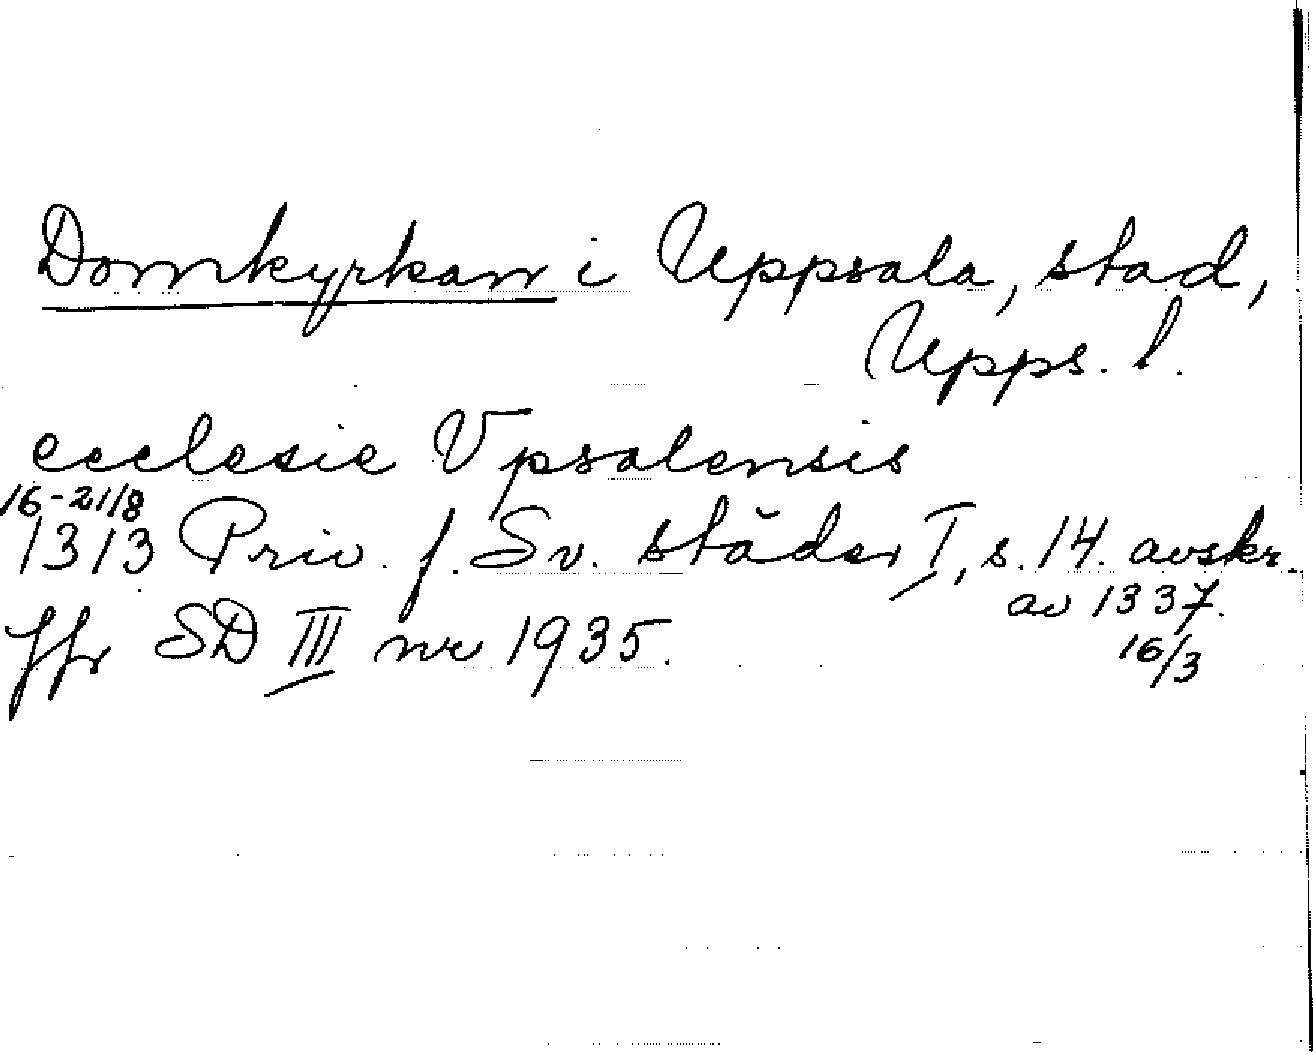 Domkyrkan i Uppsala, stad,
Upps. l.
ecclesie Vpsalensis
16-21/8
1313 Priv. f. Sv. städer I, s. 14. avskr.
av 1337.
Jfr SD III nr 1935.
16/3